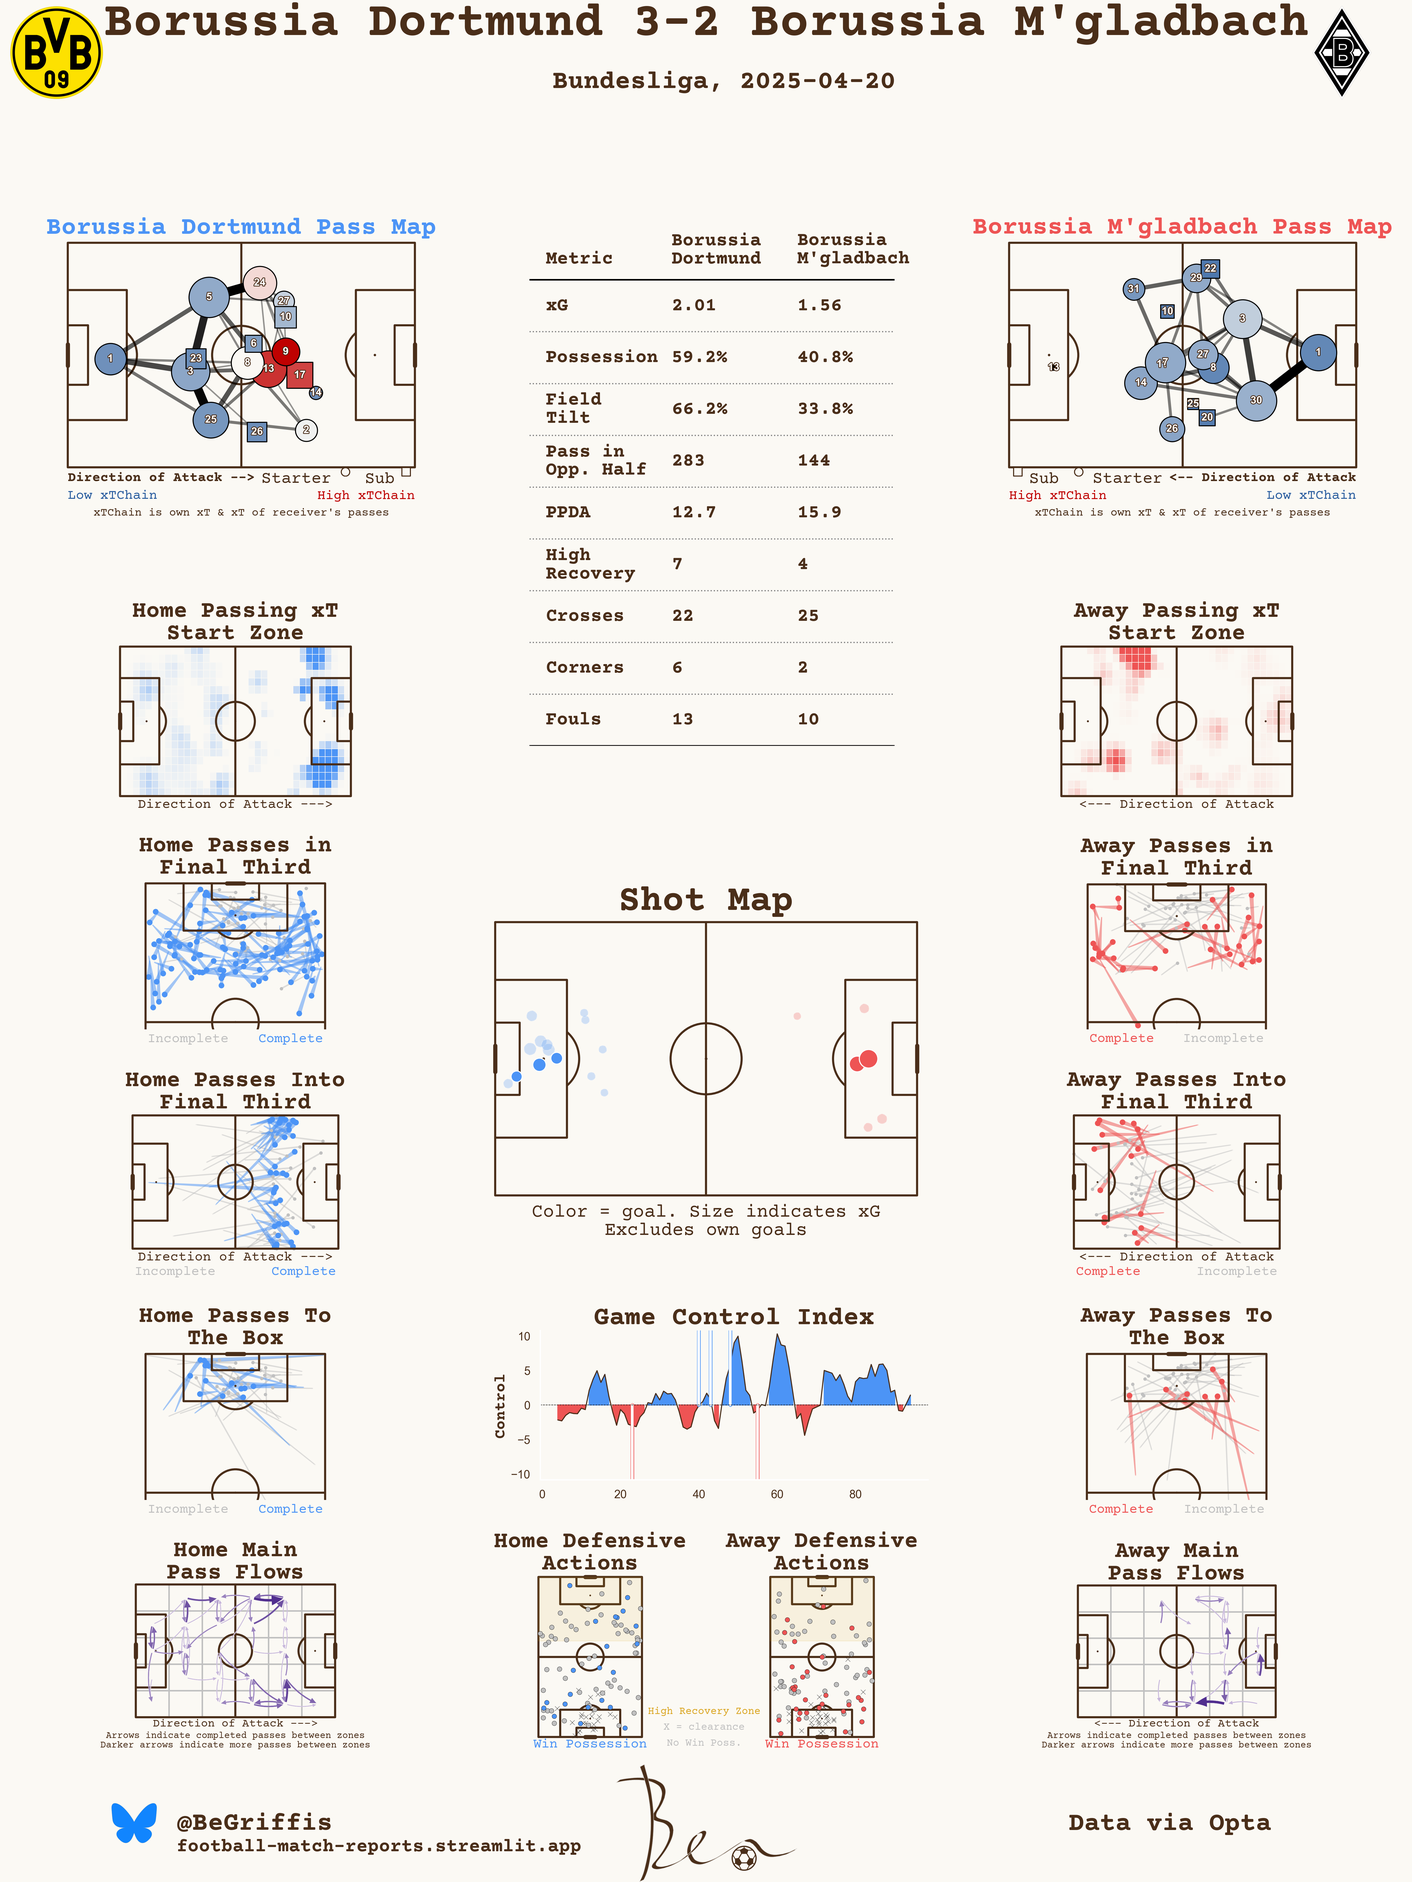 Borussia Dortmund 3-2 Borussia M'gladbach
Bundesliga, 2025-04-20
BVB
09
B
Borussia Dortmund Pass Map
1
5
24
27
10
6
23
3
8
13
9
17
14
25
26
2
Direction of Attack --> Starter Sub
Low xTChain High xTChain
xTChain is own xT & xT of receiver's passes
Metric Borussia Dortmund Borussia M'gladbach
xG 2.01 1.56
Possession 59.2% 40.8%
Field Tilt 66.2% 33.8%
Pass in Opp. Half 283 144
PPDA 12.7 15.9
High Recovery 7 4
Crosses 22 25
Corners 6 2
Fouls 13 10
Borussia M'gladbach Pass Map
22
29
31
10
3
1
27
17
8
13
14
25
30
20
26
Sub Starter <-- Direction of Attack
High xTChain Low xTChain
xTChain is own xT & xT of receiver's passes
Home Passing xT
Start Zone
Direction of Attack --->
Away Passing xT
Start Zone
<--- Direction of Attack
Home Passes in
Final Third
Incomplete Complete
Away Passes in
Final Third
Complete Incomplete
Shot Map
Color = goal. Size indicates xG
Excludes own goals
Home Passes Into
Final Third
Direction of Attack --->
Incomplete Complete
Away Passes Into
Final Third
<--- Direction of Attack
Complete Incomplete
Home Passes To
The Box
Incomplete Complete
Game Control Index
Control
10
5
0
−5
−10
0 20 40 60 80
Away Passes To
The Box
Complete Incomplete
Home Main
Pass Flows
Direction of Attack --->
Arrows indicate completed passes between zones
Darker arrows indicate more passes between zones
Home Defensive
Actions
Win Possession
High Recovery Zone
X = clearance
No Win Poss.
Away Defensive
Actions
Win Possession
Away Main
Pass Flows
<--- Direction of Attack
Arrows indicate completed passes between zones
Darker arrows indicate more passes between zones
@BeGriffis
football-match-reports.streamlit.app
Ben
Data via Opta